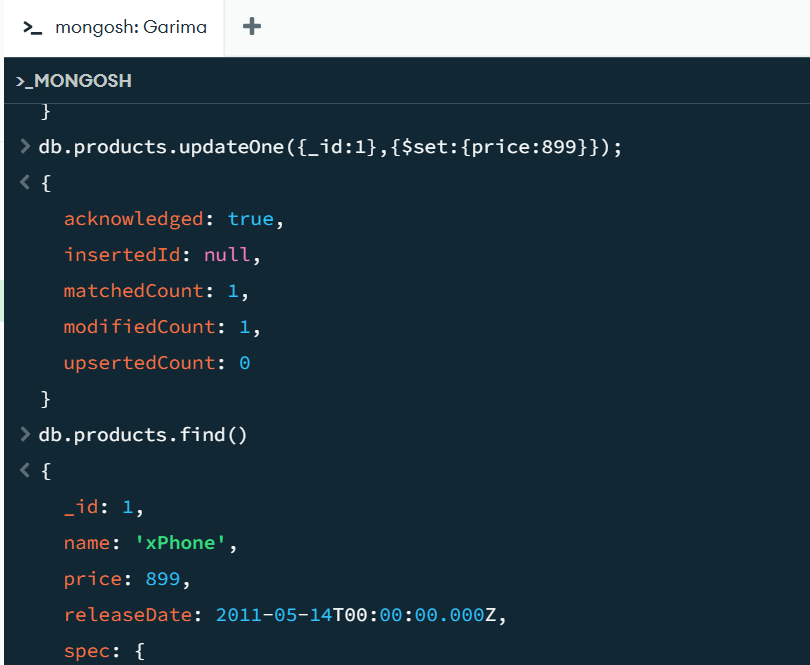 >_ mongosh: Garima +
>_MONGOSH
}
> db.products.updateOne({_id:1},{$set:{price:899}});
< {
acknowledged: true,
insertedId: null,
matchedCount: 1,
modifiedCount: 1,
upsertedCount: 0
}
> db.products.find()
< {
_id: 1,
name: 'xPhone',
price: 899,
releaseDate: 2011-05-14T00:00:00.000Z,
spec: {